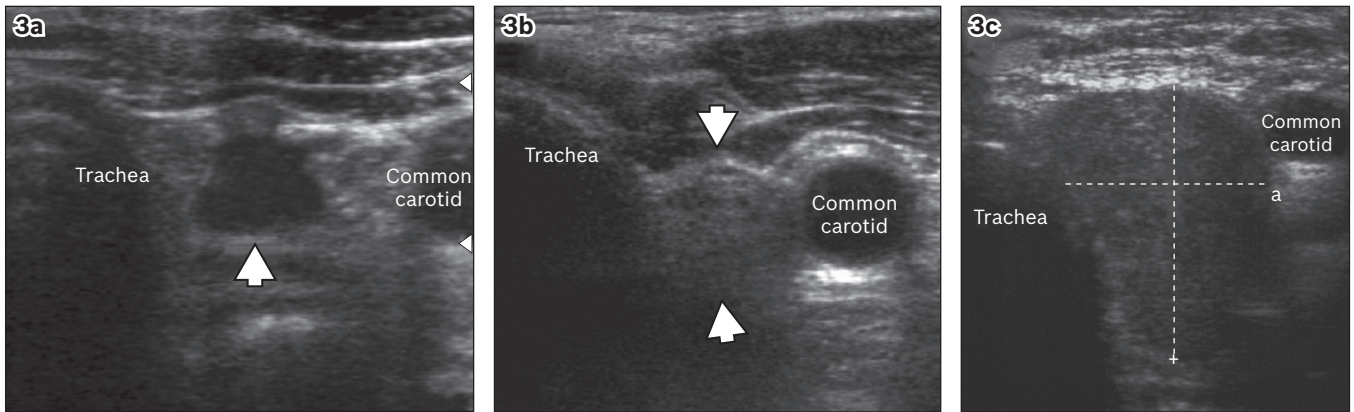 3a
Trachea
Common
carotid
3b
Trachea
Common
carotid
3c
Common
carotid
a
Trachea